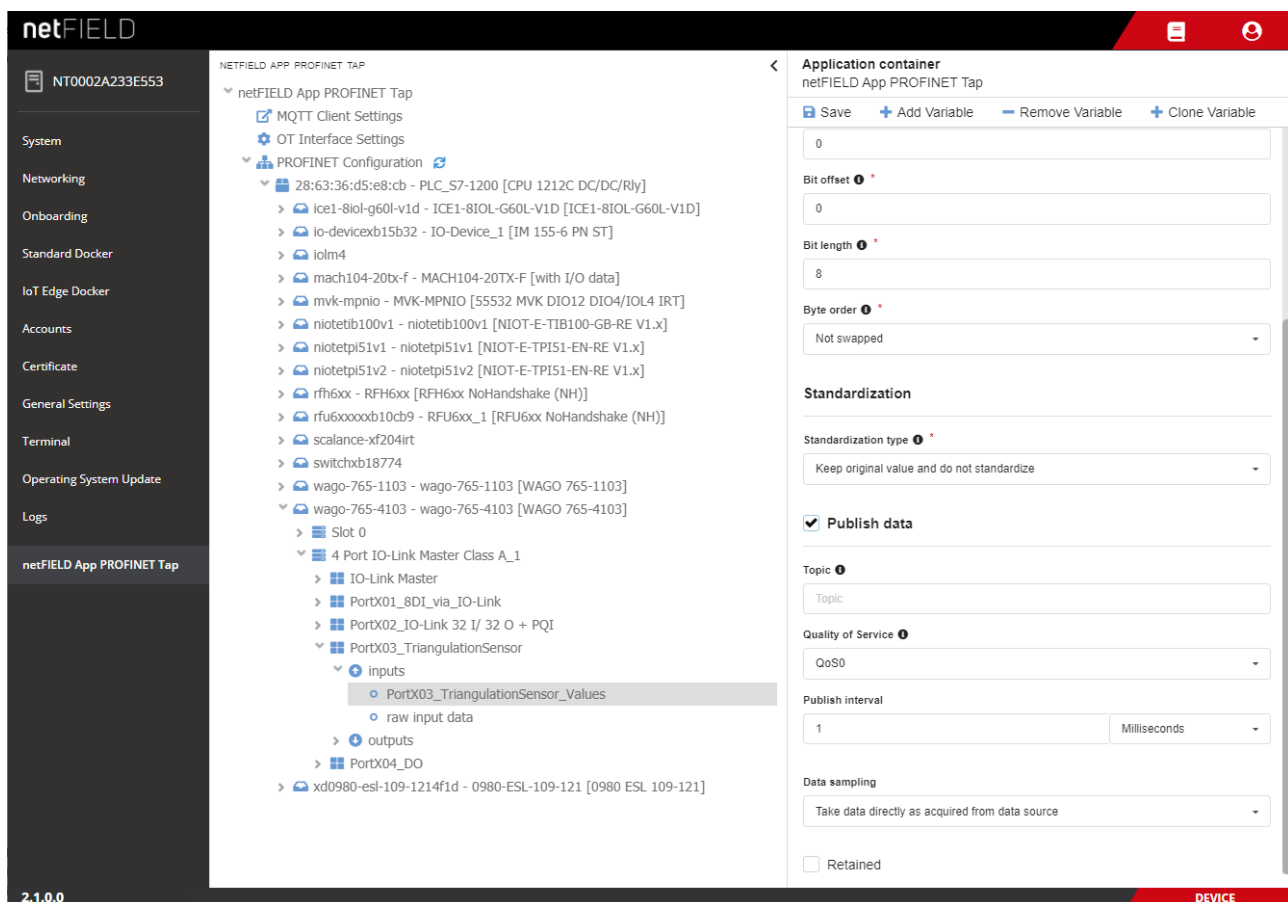 netFIELD
NT0002A233E553
System
Networking
Onboarding
Standard Docker
IoT Edge Docker
Accounts
Certificate
General Settings
Terminal
Operating System Update
Logs
netFIELD App PROFINET Tap
2.1.0.0
NETFIELD APP PROFINET TAP
netFIELD App PROFINET Tap
MQTT Client Settings
OT Interface Settings
PROFINET Configuration
28:63:36:d5:e8:cb - PLC_S7-1200 [CPU 1212C DC/DC/Rly]
ice1-8iol-g60l-v1d - ICE1-8IOL-G60L-V1D [ICE1-8IOL-G60L-V1D]
io-devicexb15b32 - IO-Device_1 [IM 155-6 PN ST]
iolm4
mach104-20tx-f - MACH104-20TX-F [with I/O data]
mvk-mpnio - MVK-MPNIO [55532 MVK DIO12 DIO4/IOL4 IRT]
niotetib100v1 - niotetib100v1 [NIOT-E-TIB100-GB-RE V1.x]
niotetpi51v1 - niotetpi51v1 [NIOT-E-TPI51-EN-RE V1.x]
niotetpi51v2 - niotetpi51v2 [NIOT-E-TPI51-EN-RE V1.x]
rfh6xx - RFH6xx [RFH6xx NoHandshake (NH)]
rfu6xxxxxb10cb9 - RFU6xx_1 [RFU6xx NoHandshake (NH)]
scalance-xf204irt
switchxb18774
wago-765-1103 - wago-765-1103 [WAGO 765-1103]
wago-765-4103 - wago-765-4103 [WAGO 765-4103]
Slot 0
4 Port IO-Link Master Class A_1
IO-Link Master
PortX01_8DI_via_IO-Link
PortX02_IO-Link 32 I/ 32 O + PQI
PortX03_TriangulationSensor
inputs
PortX03_TriangulationSensor_Values
raw input data
outputs
PortX04_DO
xd0980-esl-109-1214f1d - 0980-ESL-109-121 [0980 ESL 109-121]
Application container
netFIELD App PROFINET Tap
Save + Add Variable − Remove Variable + Clone Variable
0
Bit offset *
0
Bit length *
8
Byte order *
Not swapped
Standardization
Standardization type *
Keep original value and do not standardize
Publish data
Topic
Topic
Quality of Service
QoS0
Publish interval
1 Milliseconds
Data sampling
Take data directly as acquired from data source
Retained
DEVICE